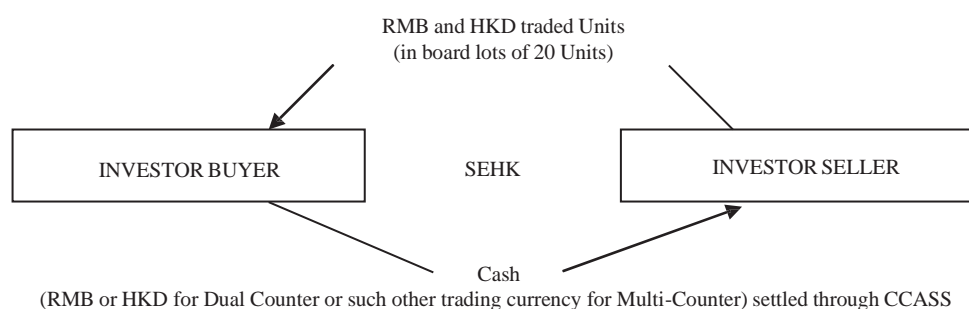 RMB and HKD traded Units
(in board lots of 20 Units)
INVESTOR BUYER
SEHK
INVESTOR SELLER
Cash
(RMB or HKD for Dual Counter or such other trading currency for Multi-Counter) settled through CCASS